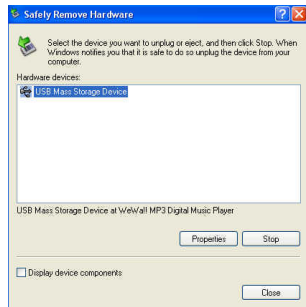 Safely Remove Hardware
Select the device you want to unplug or eject, and then click Stop. When
Windows notifies you that it is safe to do so unplug the device from your
computer.
Hardware devices:
USB Mass Storage Device
USB Mass Storage Device at WeWa!! MP3 Digital Music Player
Properties
Stop
Display device components
Close